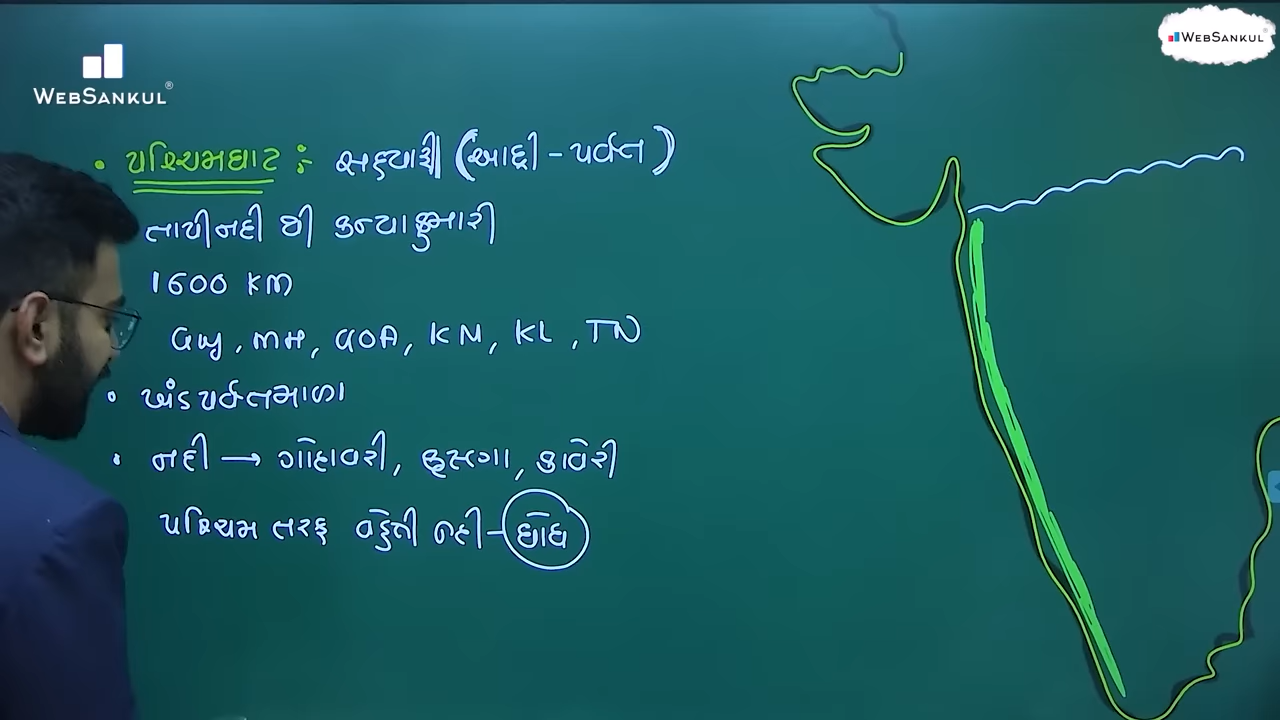 WEBSANKUL®
WEBSANKUL
• પશ્ચિમઘાટ :- સહ્યાદ્રી (આદ્રી - પર્વત)
તાપી નદી થી કન્યાકુમારી
1600 KM
Guj, MH, GOA, KN, KL, TN
• ખંડ પર્વતમાળા
• નદી → ગોદાવરી, કૃષ્ણા, કાવેરી
પશ્ચિમ તરફ વહેતી નદી - ધોધ